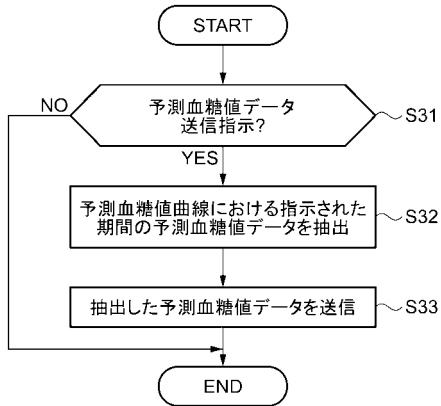 START
予測血糖値データ
送信指示?
S31
NO
YES
予測血糖値曲線における指示された
期間の予測血糖値データを抽出
S32
抽出した予測血糖値データを送信
S33
END